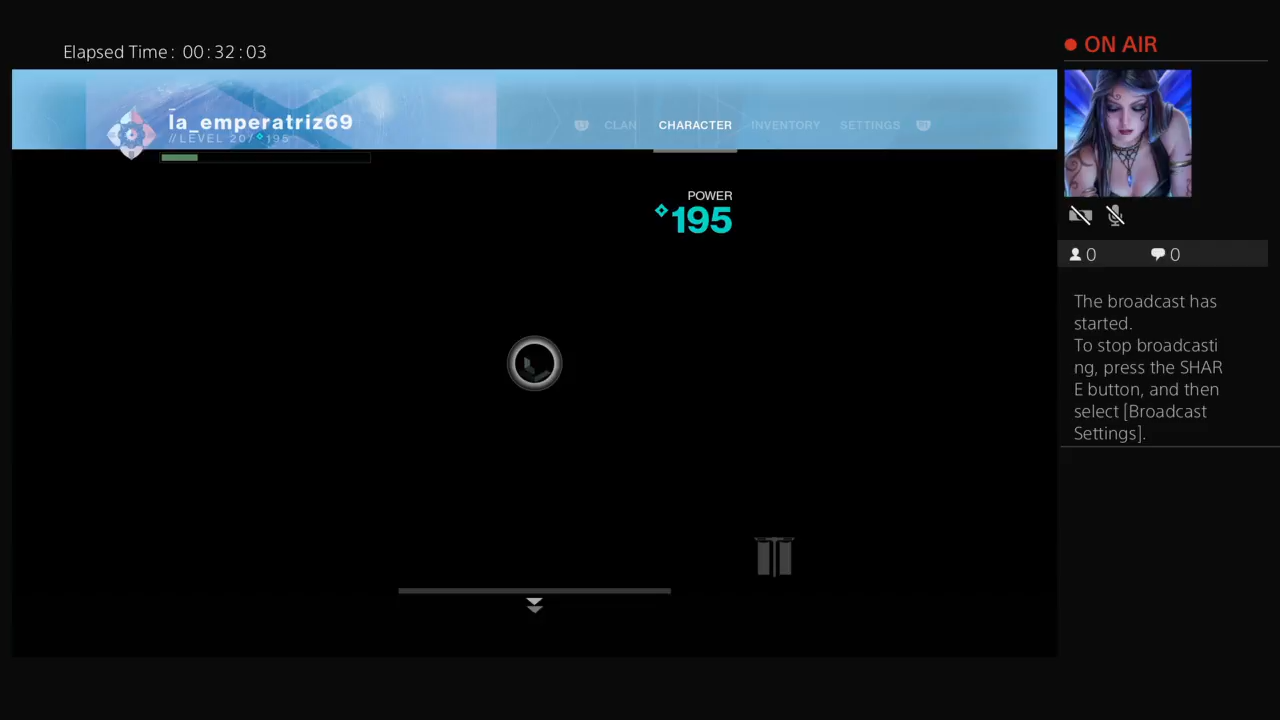 Elapsed Time: 00:32:03
ON AIR
la_emperatriz69
//LEVEL 20/ 195
CLAN
CHARACTER
INVENTORY
SETTINGS
POWER
195
0
0
The broadcast has
started.
To stop broadcasti
ng, press the SHAR
E button, and then
select [Broadcast
Settings].